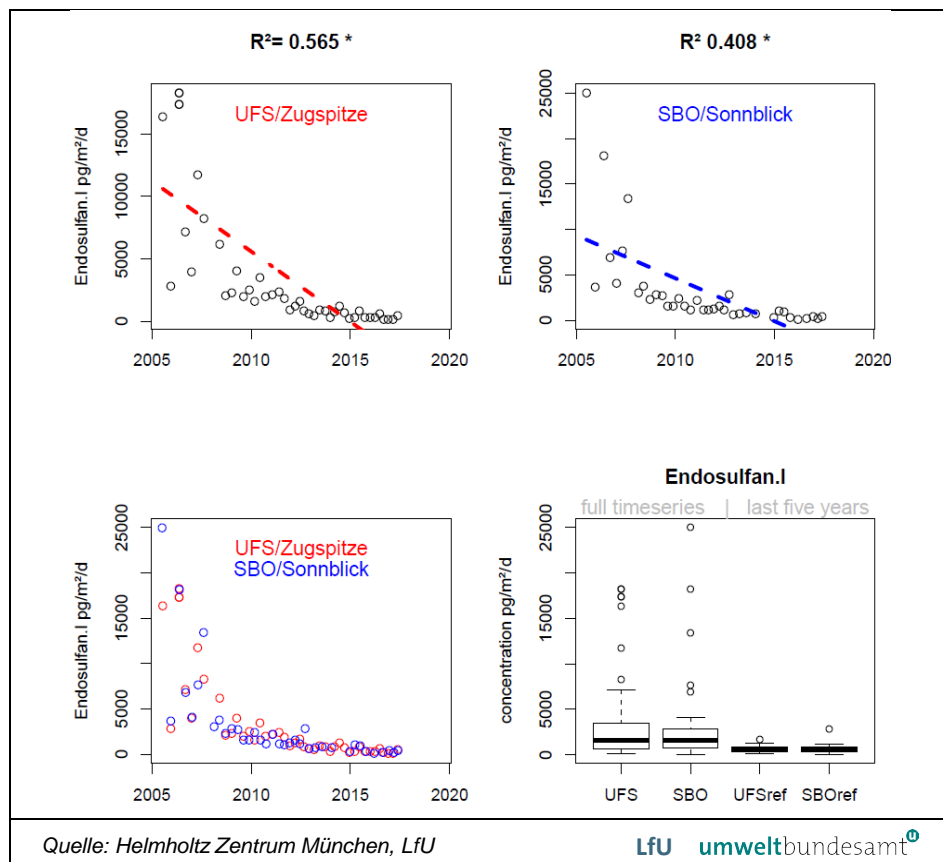 R²= 0.565 *
UFS/Zugspitze
Endosulfan.I pg/m²/d
0
5000
10000
15000
2005 2010 2015 2020
R² 0.408 *
SBO/Sonnblick
Endosulfan.I pg/m²/d
0
5000
15000
25000
2005 2010 2015 2020
UFS/Zugspitze
SBO/Sonnblick
Endosulfan.I pg/m²/d
0
5000
15000
25000
2005 2010 2015 2020
Endosulfan.I
full timeseries | last five years
concentration pg/m²/d
0
5000
15000
25000
UFS SBO UFSref SBOref
Quelle: Helmholtz Zentrum München, LfU
LfU umweltbundesamt